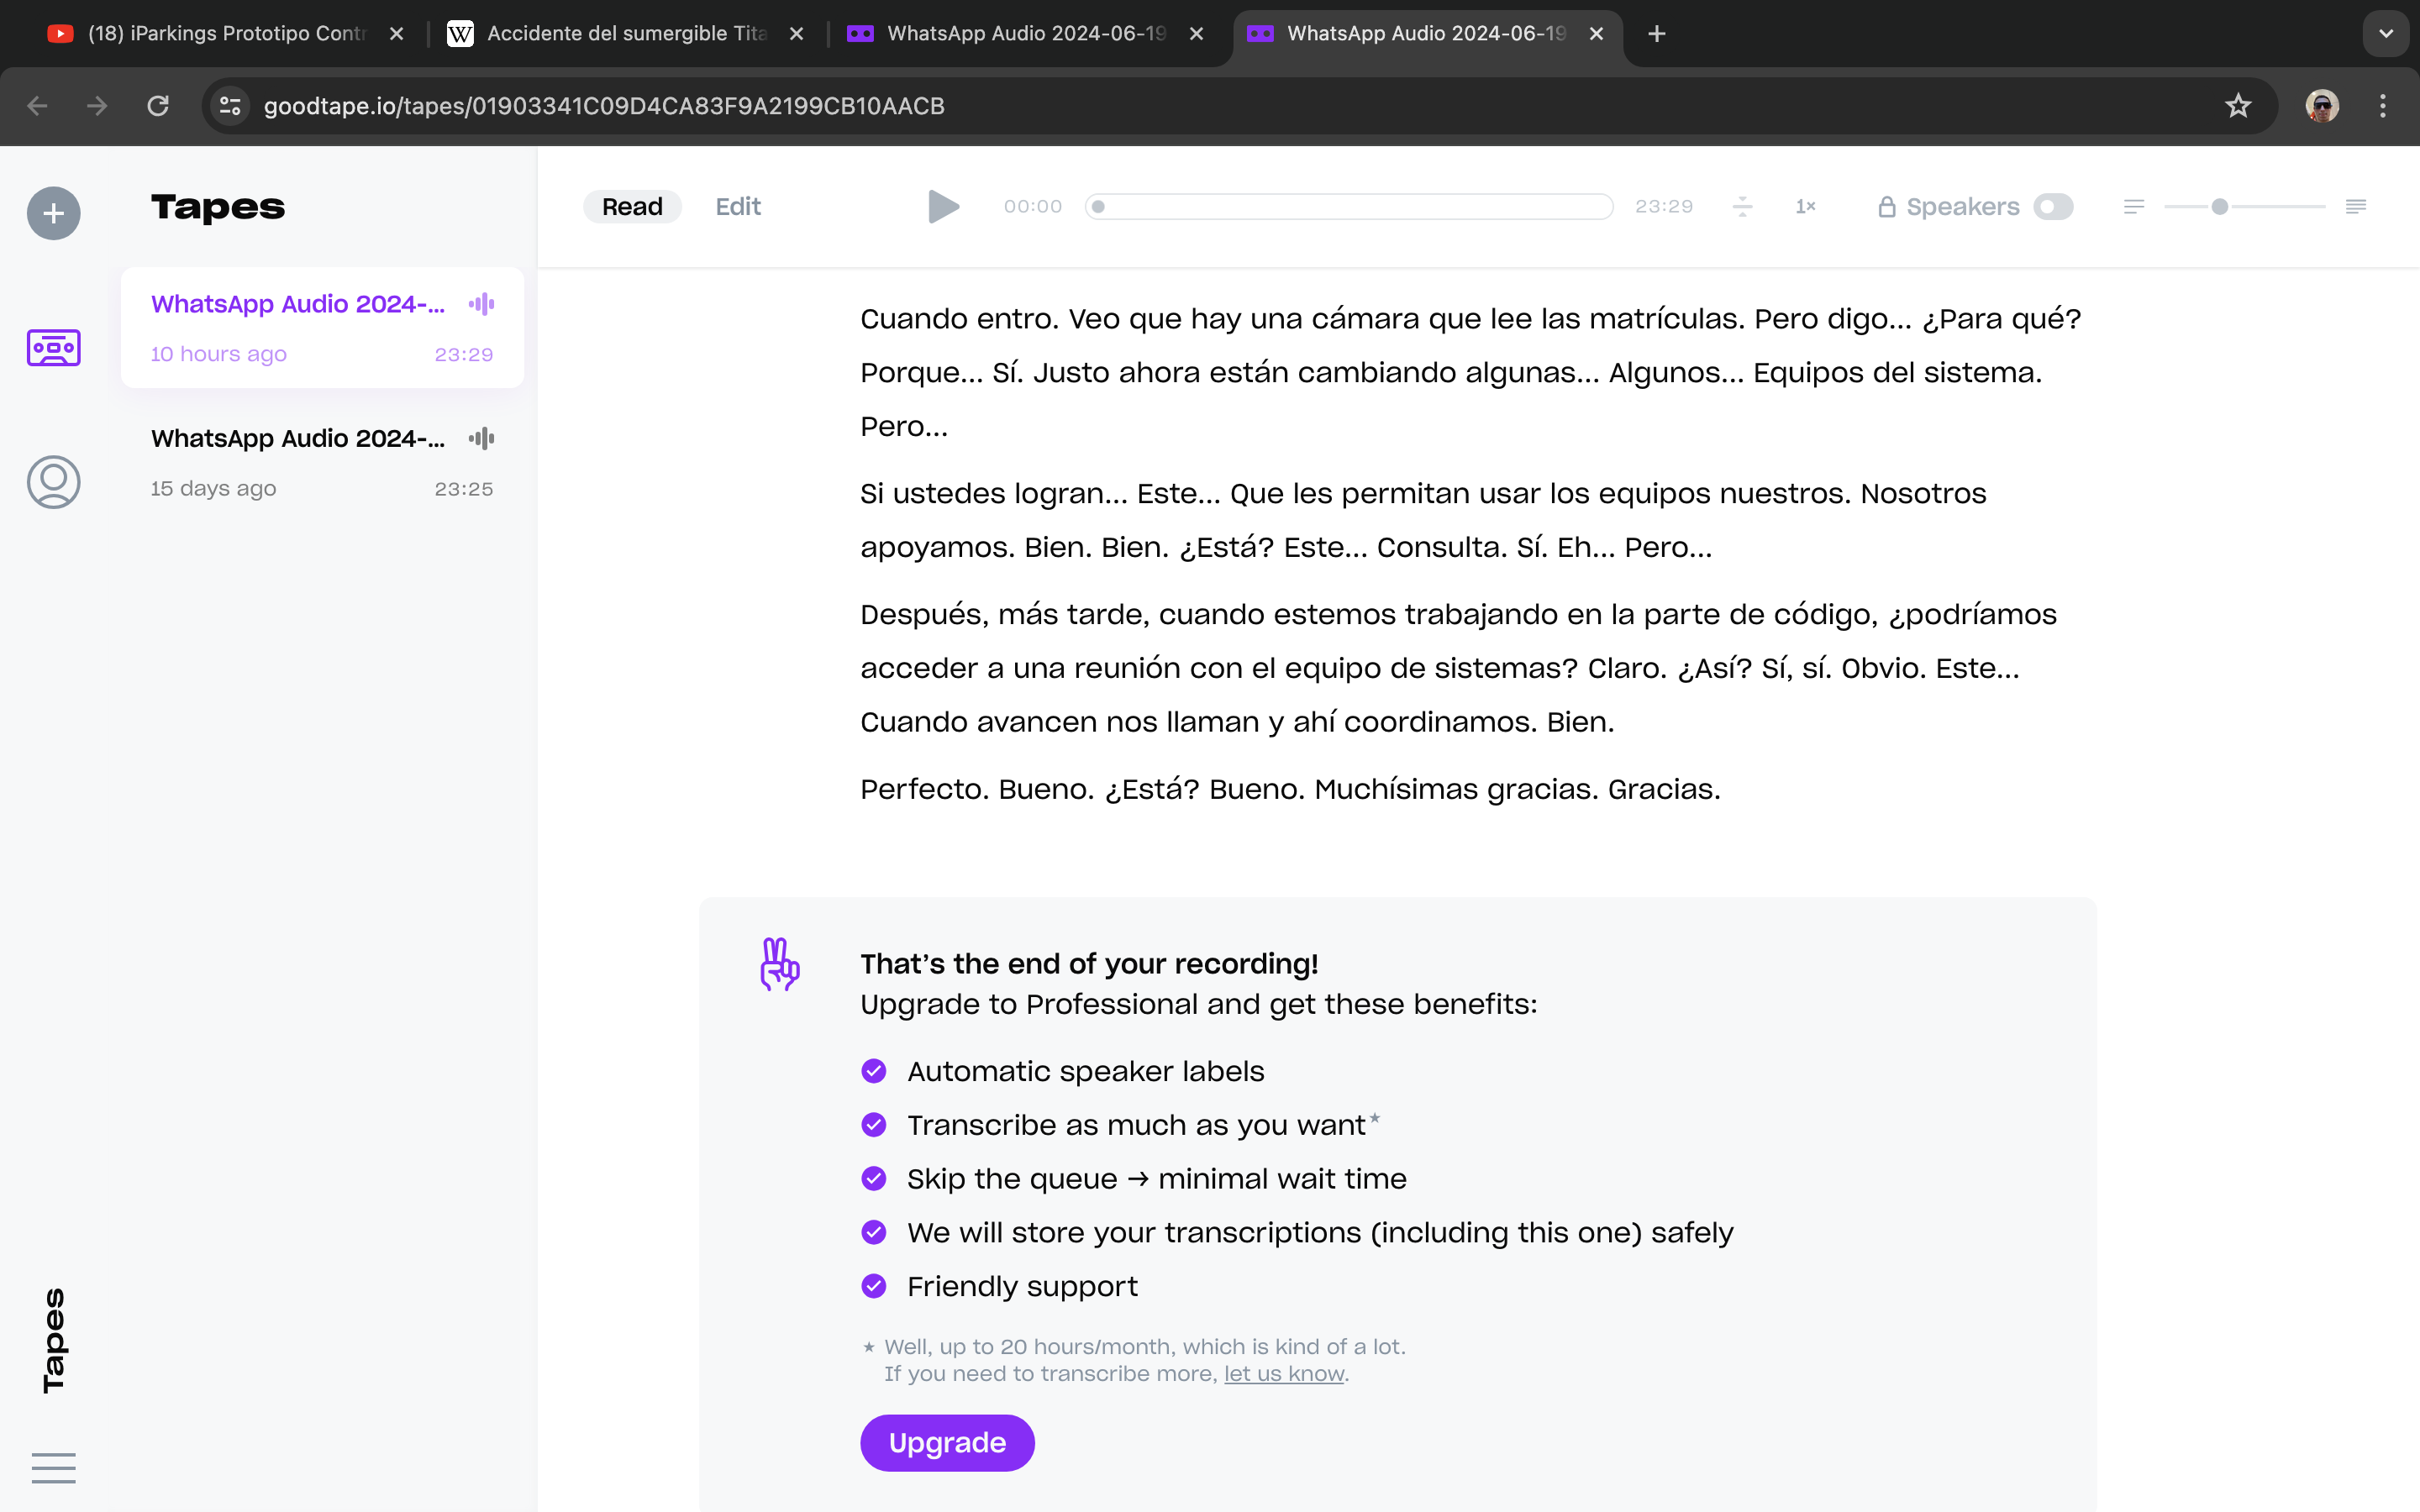 (18) iParkings Prototipo Contr
Accidente del sumergible Tita
WhatsApp Audio 2024-06-19
WhatsApp Audio 2024-06-19
goodtape.io/tapes/01903341C09D4CA83F9A2199CB10AACB
Tapes
WhatsApp Audio 2024-...
10 hours ago 23:29
WhatsApp Audio 2024-...
15 days ago 23:25
Tapes
Read Edit 00:00 23:29 1× Speakers
Cuando entro. Veo que hay una cámara que lee las matrículas. Pero digo... ¿Para qué?
Porque... Sí. Justo ahora están cambiando algunas... Algunos... Equipos del sistema.
Pero...
Si ustedes logran... Este... Que les permitan usar los equipos nuestros. Nosotros
apoyamos. Bien. Bien. ¿Está? Este... Consulta. Sí. Eh... Pero...
Después, más tarde, cuando estemos trabajando en la parte de código, ¿podríamos
acceder a una reunión con el equipo de sistemas? Claro. ¿Así? Sí, sí. Obvio. Este...
Cuando avancen nos llaman y ahí coordinamos. Bien.
Perfecto. Bueno. ¿Está? Bueno. Muchísimas gracias. Gracias.
That's the end of your recording!
Upgrade to Professional and get these benefits:
Automatic speaker labels
Transcribe as much as you want★
Skip the queue → minimal wait time
We will store your transcriptions (including this one) safely
Friendly support
★ Well, up to 20 hours/month, which is kind of a lot.
If you need to transcribe more, let us know.
Upgrade